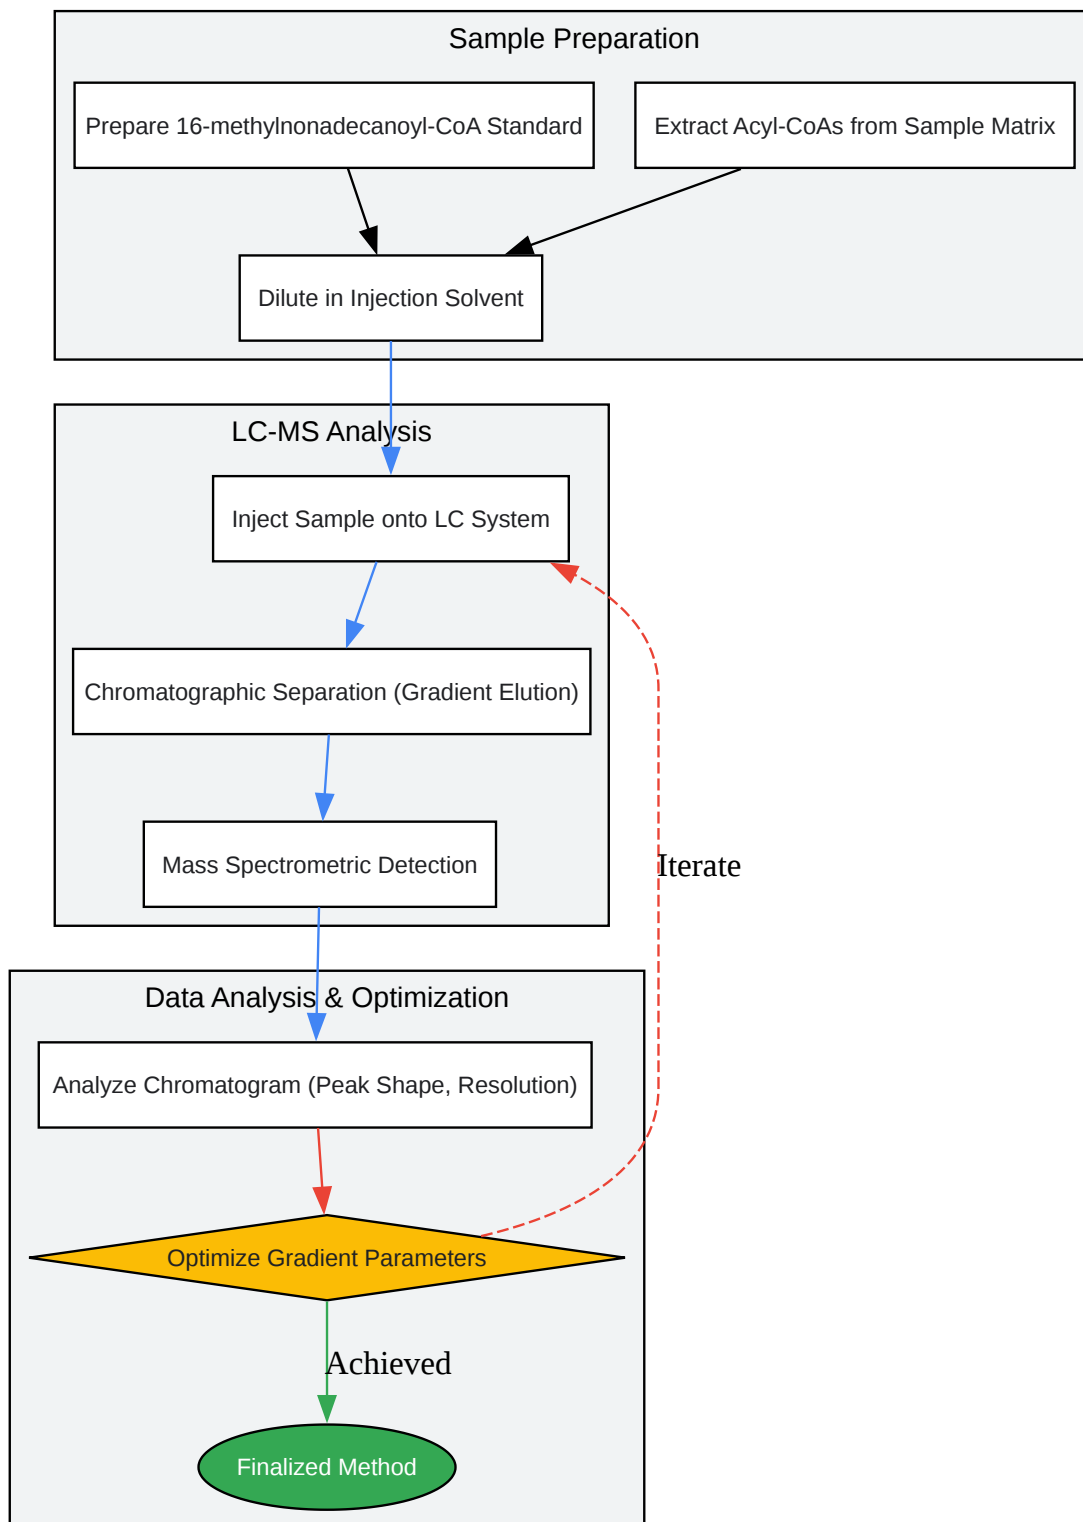 Sample Preparation
Prepare 16-methylnonadecanoyl-CoA Standard
Extract Acyl-CoAs from Sample Matrix
Dilute in Injection Solvent
LC-MS Analysis
Inject Sample onto LC System
Chromatographic Separation (Gradient Elution)
Mass Spectrometric Detection
Iterate
Data Analysis & Optimization
Analyze Chromatogram (Peak Shape, Resolution)
Optimize Gradient Parameters
Achieved
Finalized Method